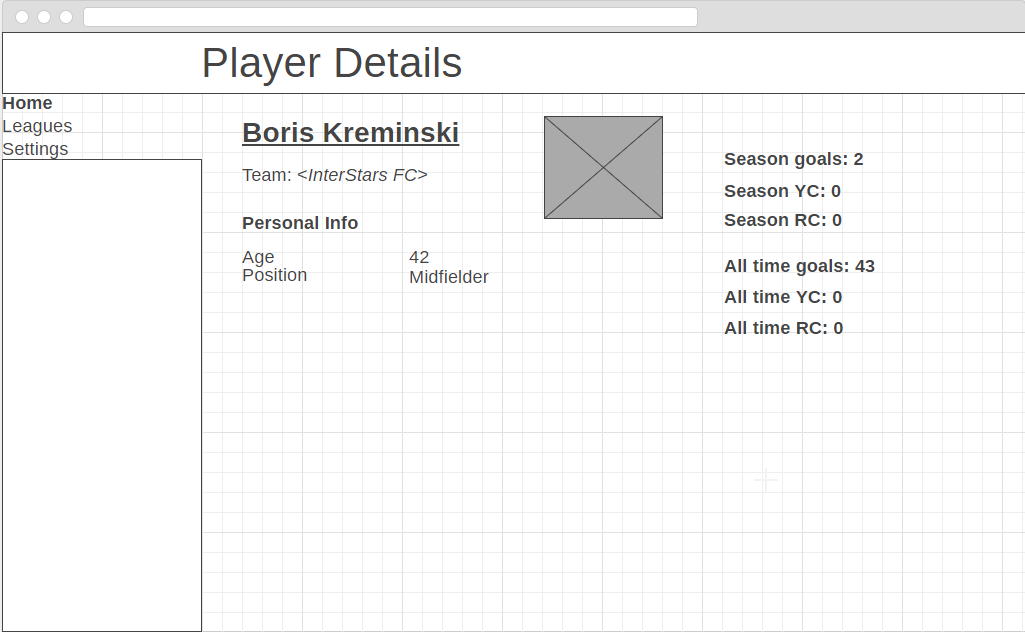 Player Details
Home
Leagues
Settings
Boris Kreminski
Team: <InterStars FC>
Personal Info
Age 42
Position Midfielder
Season goals: 2
Season YC: 0
Season RC: 0
All time goals: 43
All time YC: 0
All time RC: 0